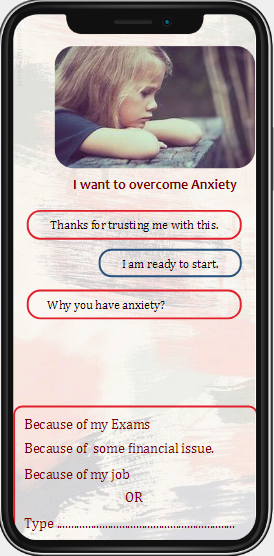 I want to overcome Anxiety
Thanks for trusting me with this.
I am ready to start.
Why you have anxiety?
Because of my Exams
Because of  some financial issue.
Because of my job
OR
Type ..............................................................